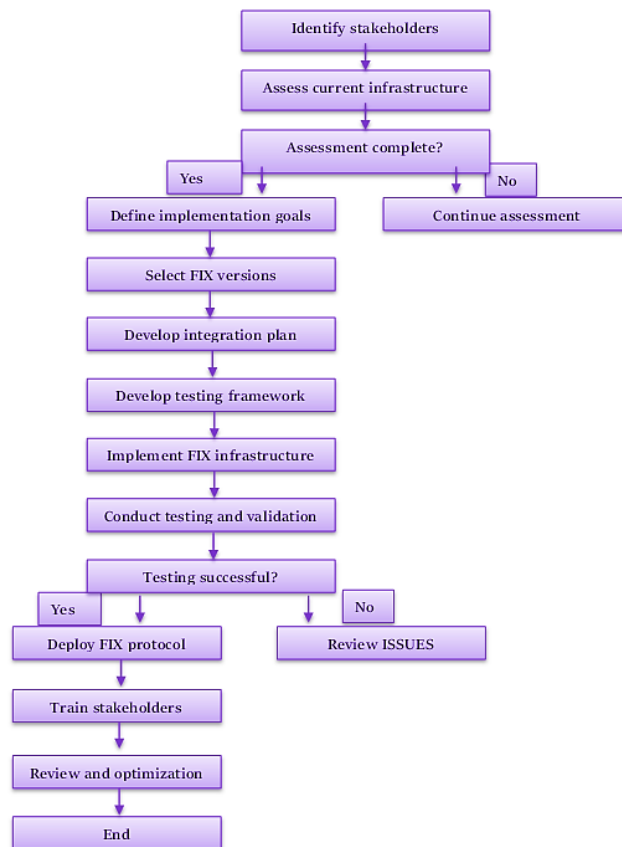 Identify stakeholders
Assess current infrastructure
Assessment complete?
Yes
No
Define implementation goals
Continue assessment
Select FIX versions
Develop integration plan
Develop testing framework
Implement FIX infrastructure
Conduct testing and validation
Testing successful?
Yes
No
Deploy FIX protocol
Review ISSUES
Train stakeholders
Review and optimization
End